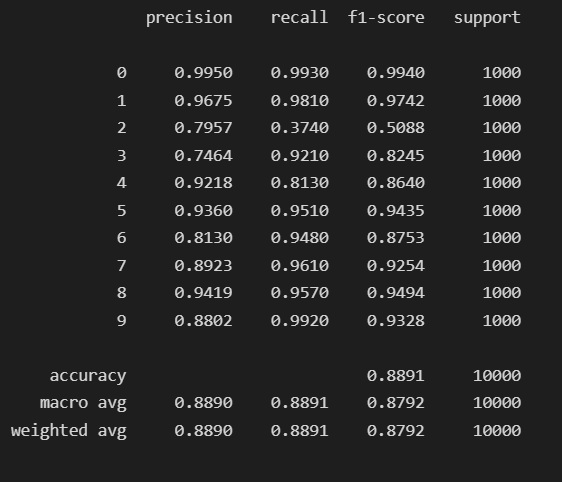 precision recall f1-score support
0 0.9950 0.9930 0.9940 1000
1 0.9675 0.9810 0.9742 1000
2 0.7957 0.3740 0.5088 1000
3 0.7464 0.9210 0.8245 1000
4 0.9218 0.8130 0.8640 1000
5 0.9360 0.9510 0.9435 1000
6 0.8130 0.9480 0.8753 1000
7 0.8923 0.9610 0.9254 1000
8 0.9419 0.9570 0.9494 1000
9 0.8802 0.9920 0.9328 1000
accuracy 0.8891 10000
macro avg 0.8890 0.8891 0.8792 10000
weighted avg 0.8890 0.8891 0.8792 10000